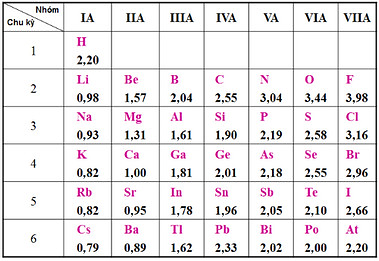 Nhóm
Chu kỳ
IA IIA IIIA IVA VA VIA VIIA
1
H
2,20
2
Li Be B C N O F
0,98 1,57 2,04 2,55 3,04 3,44 3,98
3
Na Mg Al Si P S Cl
0,93 1,31 1,61 1,90 2,19 2,58 3,16
4
K Ca Ga Ge As Se Br
0,82 1,00 1,81 2,01 2,18 2,55 2,96
5
Rb Sr In Sn Sb Te I
0,82 0,95 1,78 1,96 2,05 2,10 2,66
6
Cs Ba Tl Pb Bi Po At
0,79 0,89 1,62 2,33 2,02 2,00 2,20